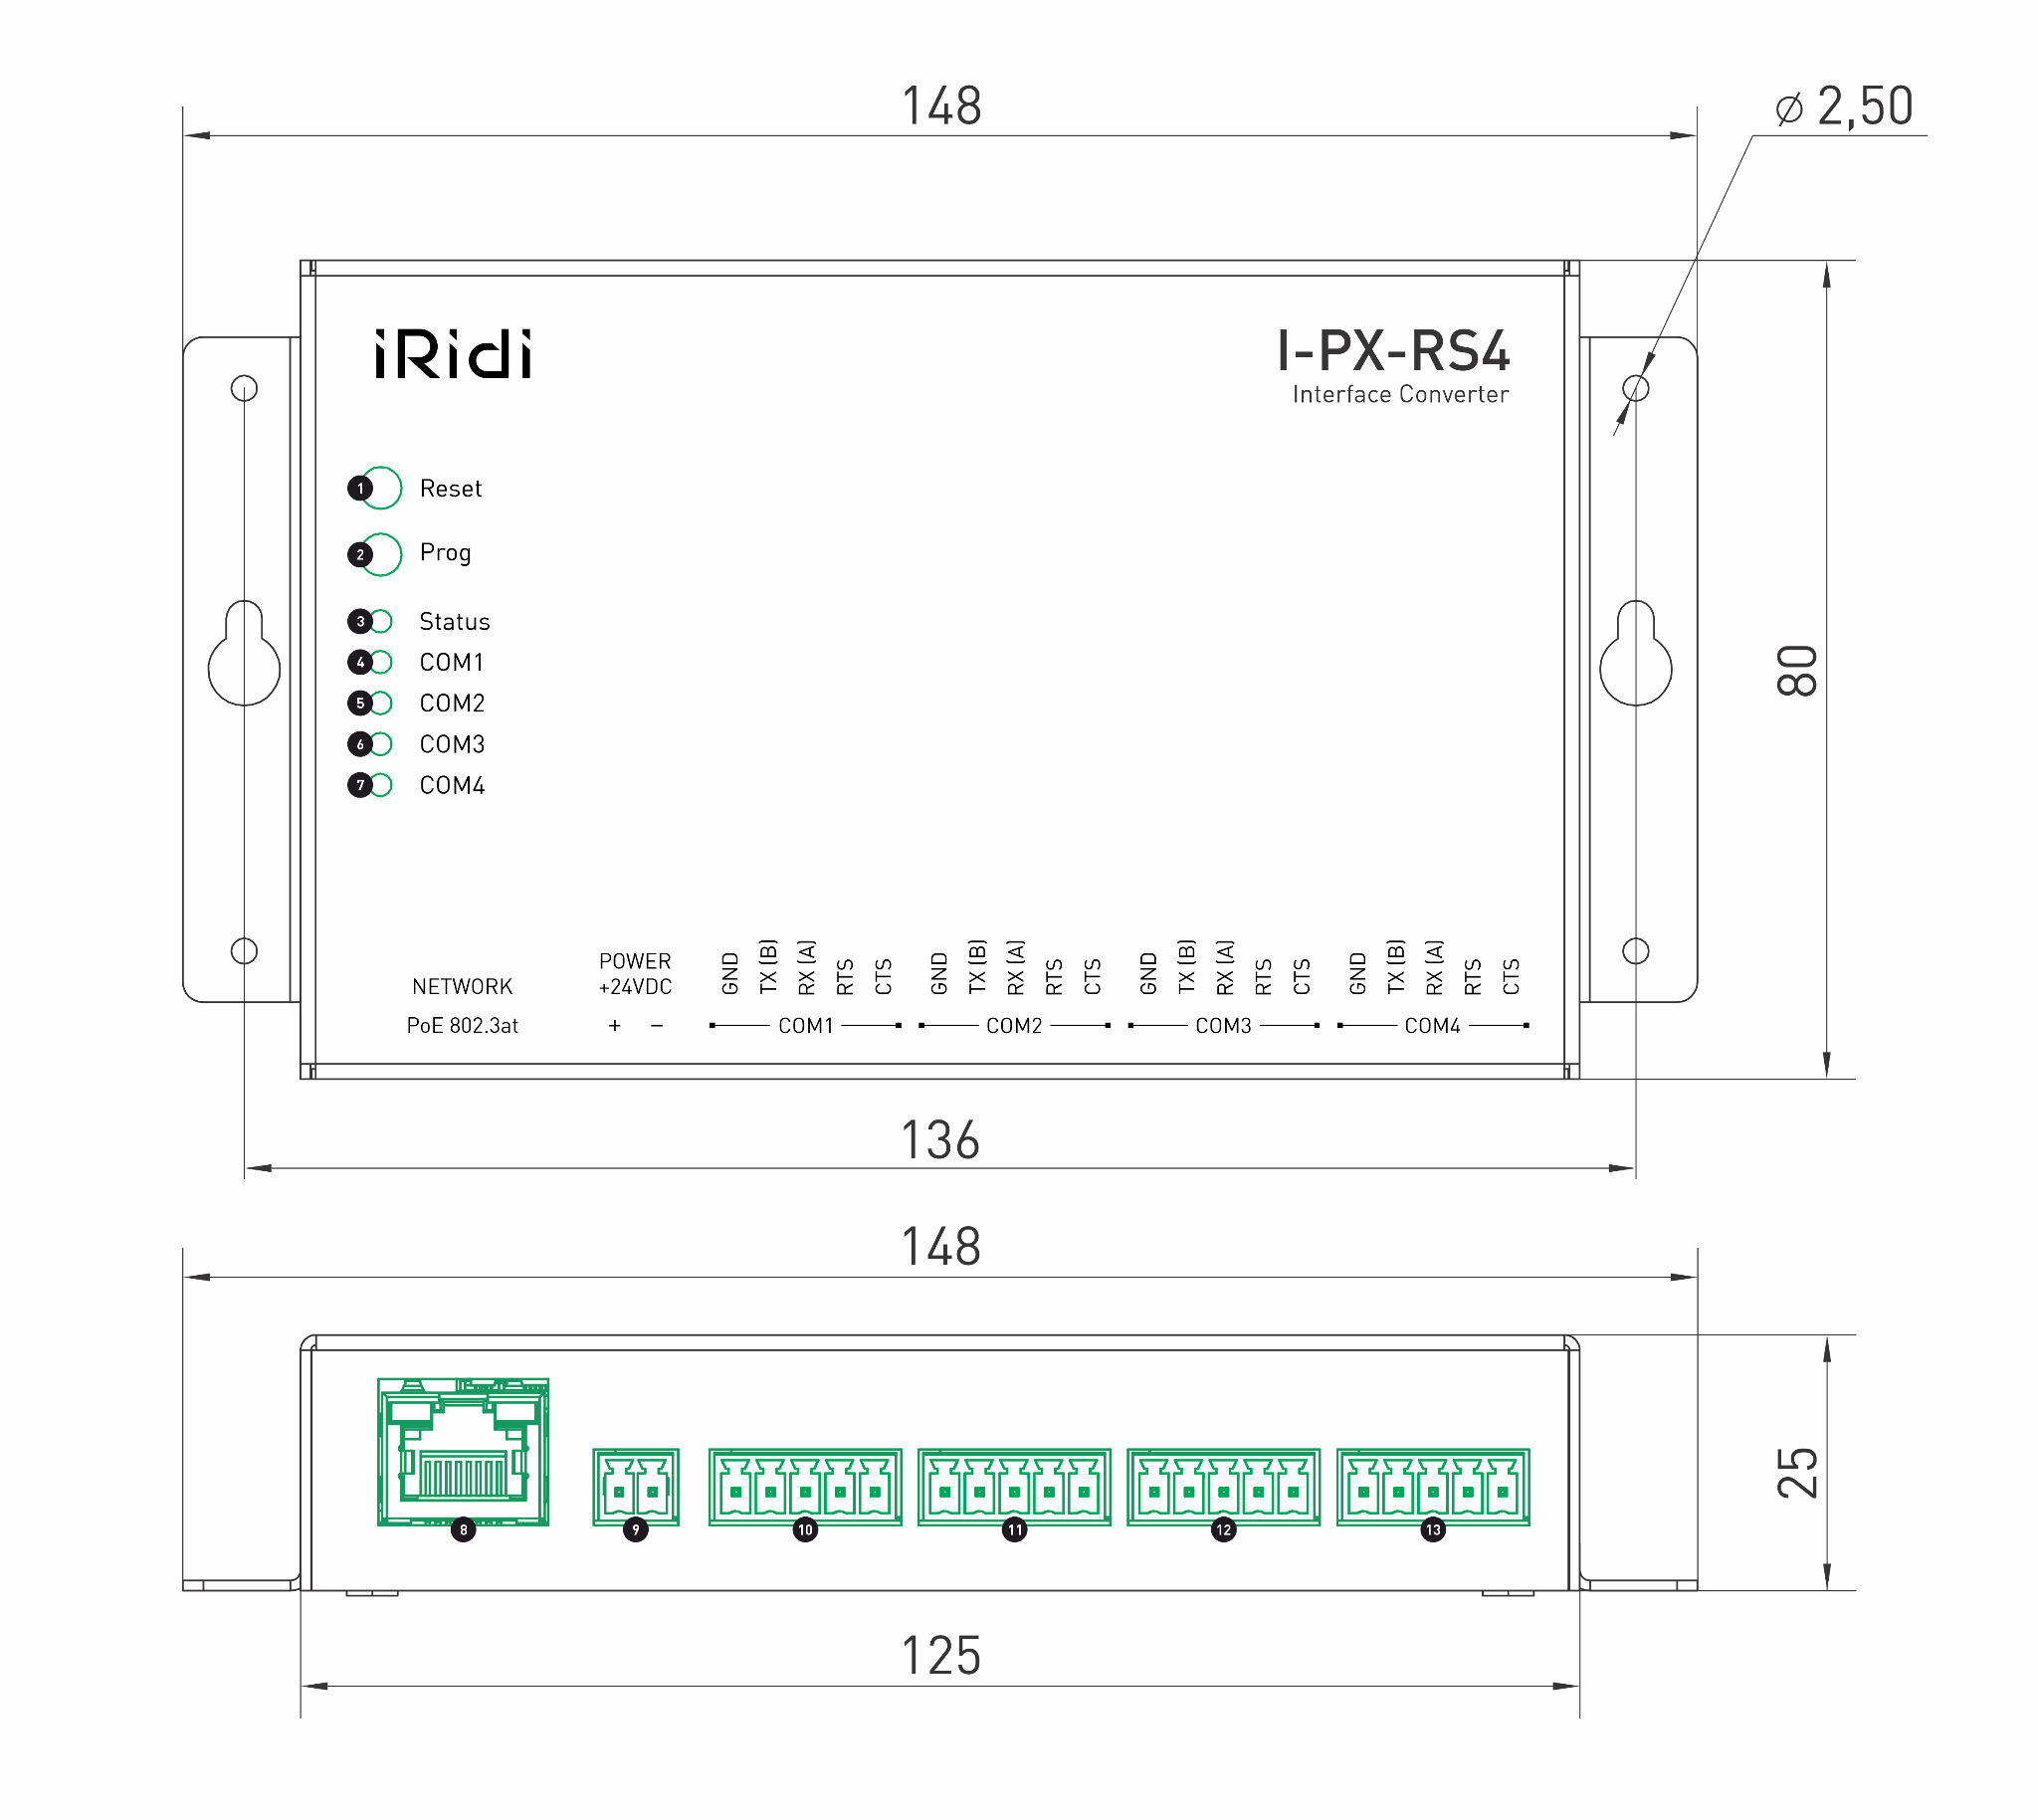 148
⌀ 2,50
iRidi
I-PX-RS4
Interface Converter
1 Reset
2 Prog
3 Status
4 COM1
5 COM2
6 COM3
7 COM4
80
NETWORK
PoE 802.3at
POWER
+24VDC
+ –
GND TX (B) RX (A) RTS CTS
COM1
GND TX (B) RX (A) RTS CTS
COM2
GND TX (B) RX (A) RTS CTS
COM3
GND TX (B) RX (A) RTS CTS
COM4
136
148
8 9 10 11 12 13
25
125